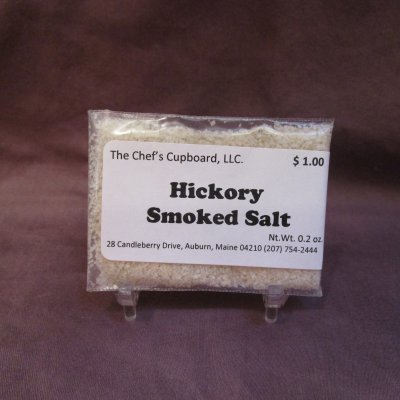 The Chef's Cupboard, LLC. $ 1.00
Hickory
Smoked Salt
Nt.Wt. 0.2 oz
28 Candleberry Drive, Auburn, Maine 04210 (207) 754-2444